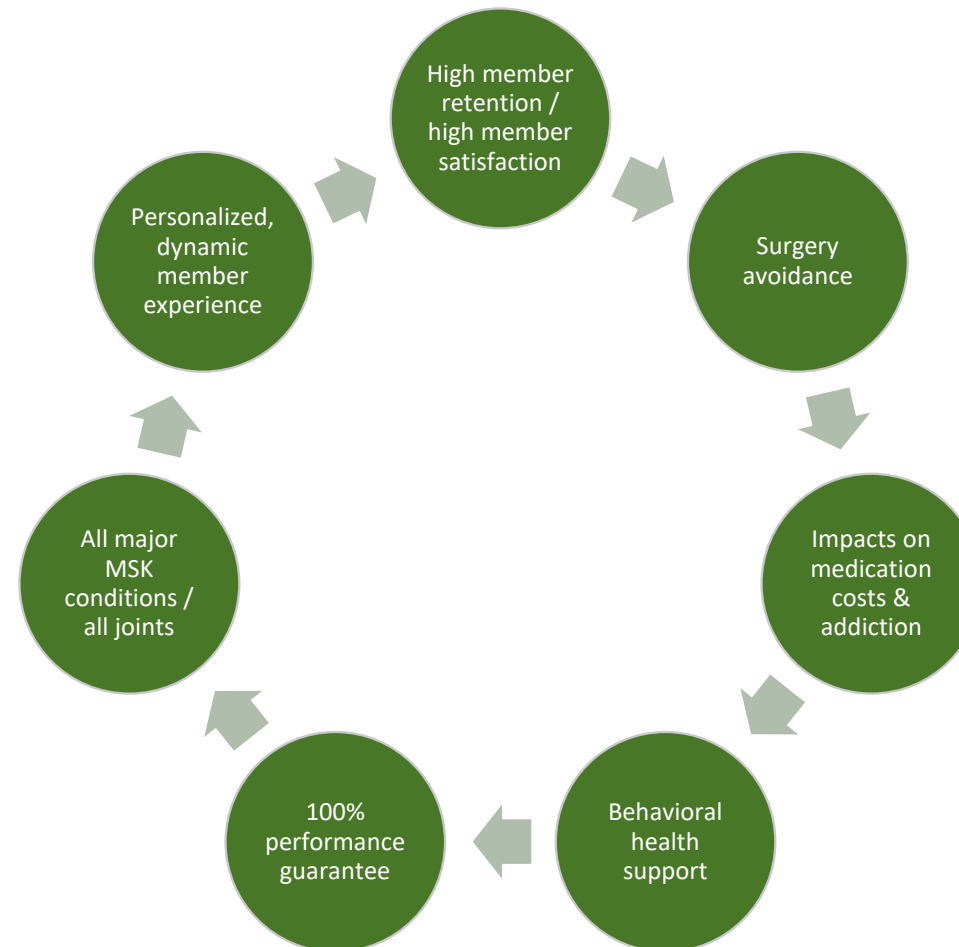 High member
retention /
high member
satisfaction
Surgery
avoidance
Impacts on
medication
costs &
addiction
Behavioral
health
support
100%
performance
guarantee
All major
MSK
conditions /
all joints
Personalized,
dynamic
member
experience